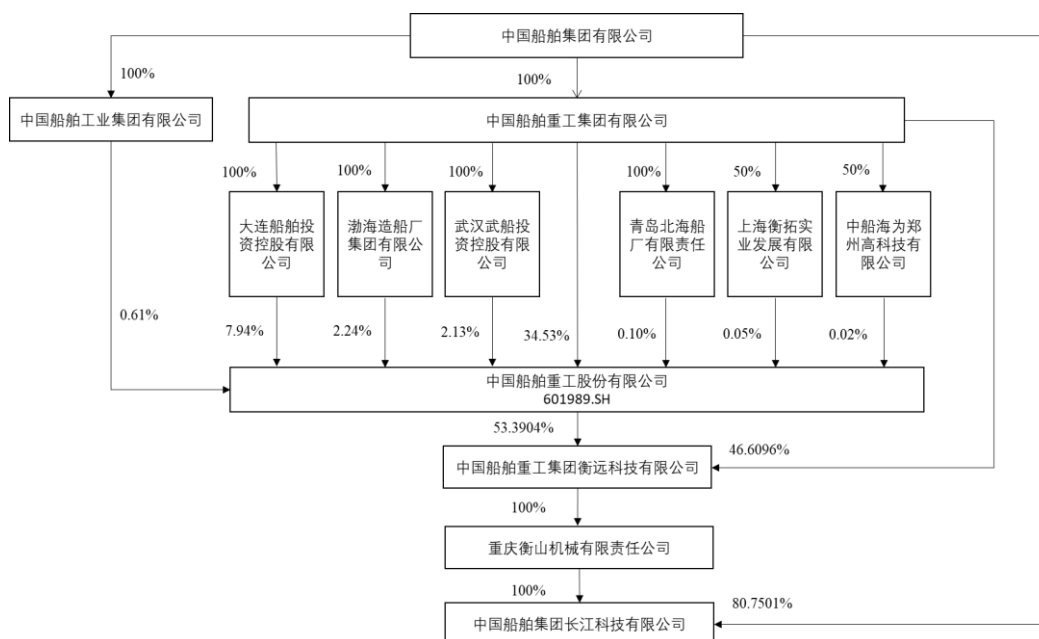 中国船舶集团有限公司
100%
100%
中国船舶工业集团有限公司
中国船舶重工集团有限公司
100%
100%
100%
100%
50%
50%
大连船舶投
资控股有限
公司
渤海造船厂
集团有限公
司
武汉武船投
资控股有限
公司
青岛北海船
厂有限责任
公司
上海衡拓实
业发展有限
公司
中船海为郑
州高科技有
限公司
0.61%
7.94%
2.24%
2.13%
34.53%
0.10%
0.05%
0.02%
中国船舶重工股份有限公司
601989.SH
53.3904%
46.6096%
中国船舶重工集团衡远科技有限公司
100%
重庆衡山机械有限责任公司
100%
80.7501%
中国船舶集团长江科技有限公司